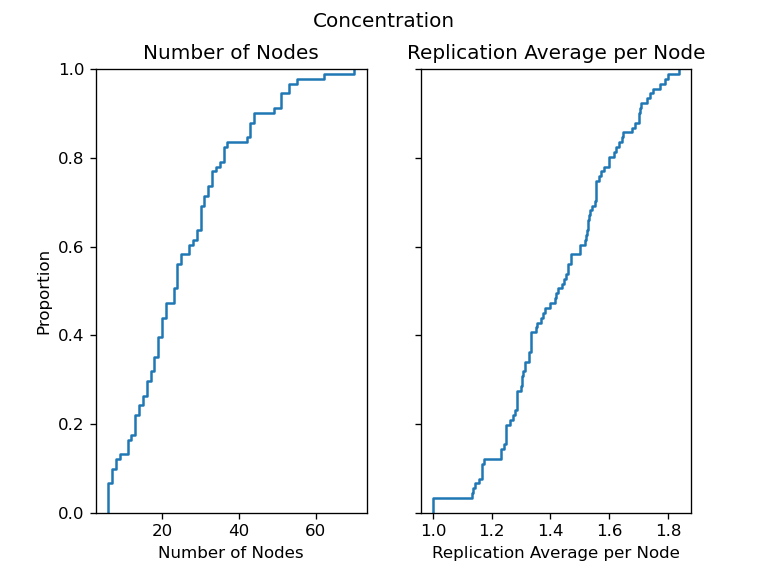 Concentration
Number of Nodes
Replication Average per Node
1.0
0.8
0.6
0.4
0.2
0.0
Proportion
20 40 60
1.0 1.2 1.4 1.6 1.8
Number of Nodes
Replication Average per Node